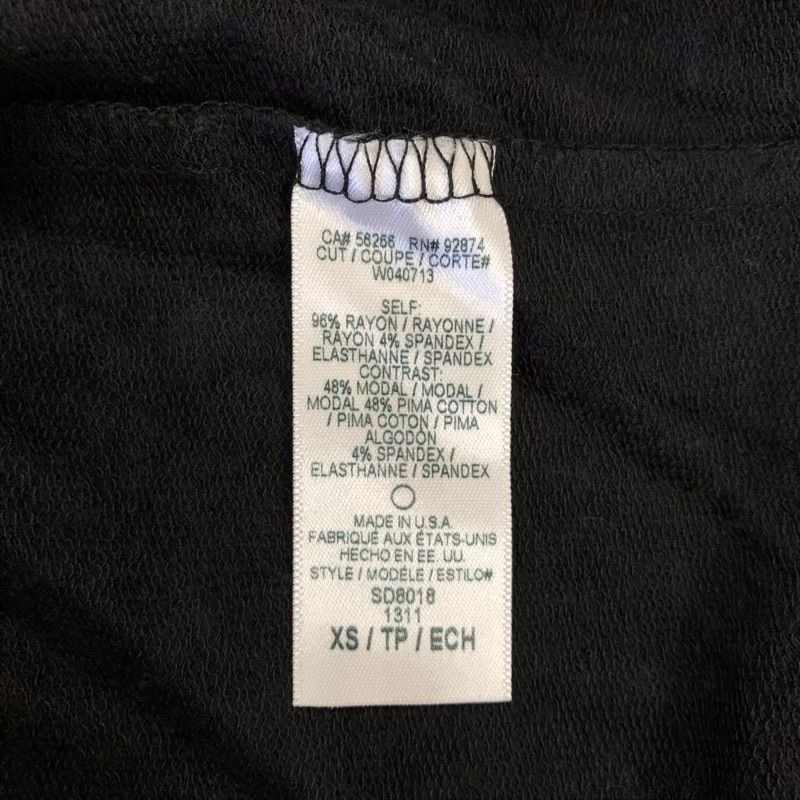 CA# 56266 RN# 92874
CUT / COUPE / CORTE#
W040713
SELF:
96% RAYON / RAYONNE /
RAYON 4% SPANDEX /
ELASTHANNE / SPANDEX
CONTRAST:
48% MODAL / MODAL /
MODAL 48% PIMA COTTON
/ PIMA COTON / PIMA
ALGODÓN
4% SPANDEX /
ELASTHANNE / SPANDEX
MADE IN U.S.A.
FABRIQUÉ AUX ÉTATS-UNIS
HECHO EN EE. UU.
STYLE / MODÈLE / ESTILO#
SD8018
1311
XS / TP / ECH